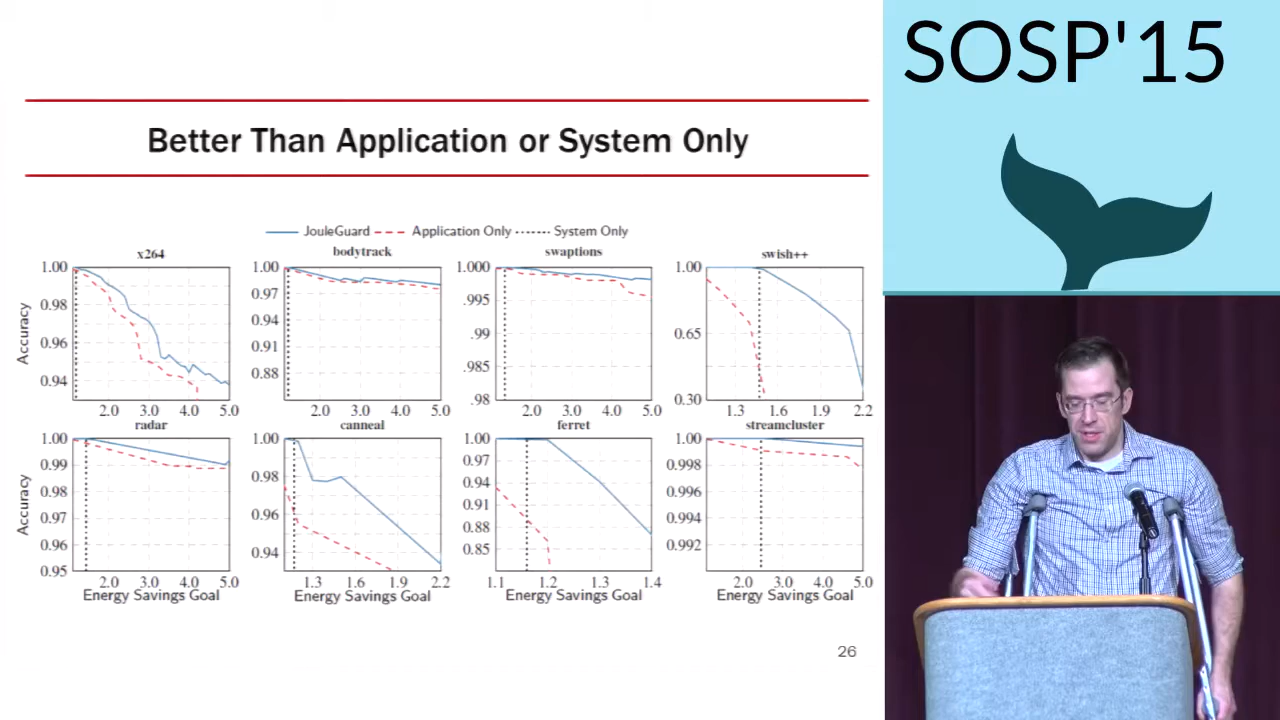 SOSP'15
Better Than Application or System Only
JouleGuard Application Only System Only
x264 bodytrack swaptions swish++
Accuracy
1.00 0.98 0.96 0.94
2.0 3.0 4.0 5.0
1.00 0.97 0.94 0.91 0.88
2.0 3.0 4.0 5.0
1.000 .995 .99 .985 .98
2.0 3.0 4.0 5.0
1.00 0.65 0.30
1.3 1.6 1.9 2.2
radar canneal ferret streamcluster
Accuracy
1.00 0.99 0.98 0.97 0.96 0.95
2.0 3.0 4.0 5.0
Energy Savings Goal
1.00 0.98 0.96 0.94
1.3 1.6 1.9 2.2
Energy Savings Goal
1.00 0.97 0.94 0.91 0.88 0.85
1.1 1.2 1.3 1.4
Energy Savings Goal
1.00 0.998 0.996 0.994 0.992
2.0 3.0 4.0 5.0
Energy Savings Goal
26